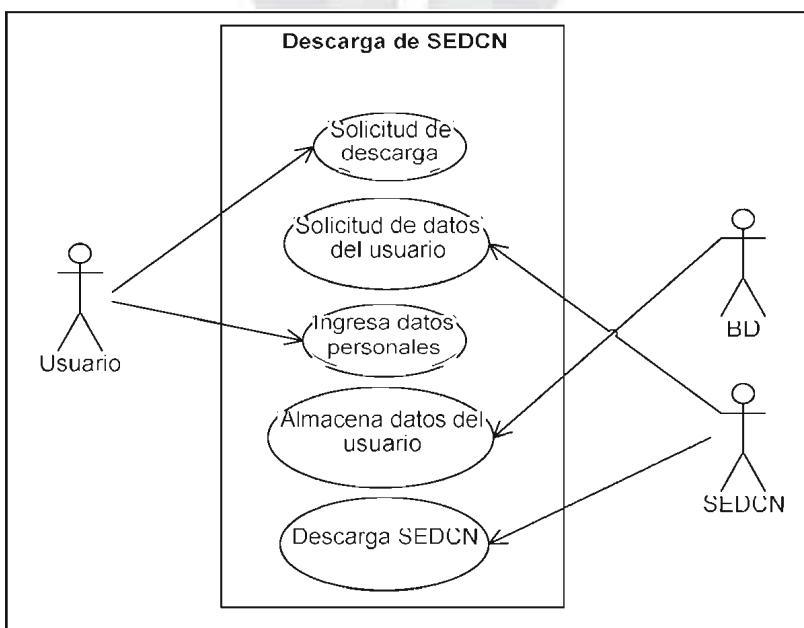 Descarga de SEDCN
Solicitud de
descarga
Solicitud de datos
del usuario
Ingresa datos
personales
Almacena datos del
usuario
Descarga SEDCN
Usuario
BD
SEDCN